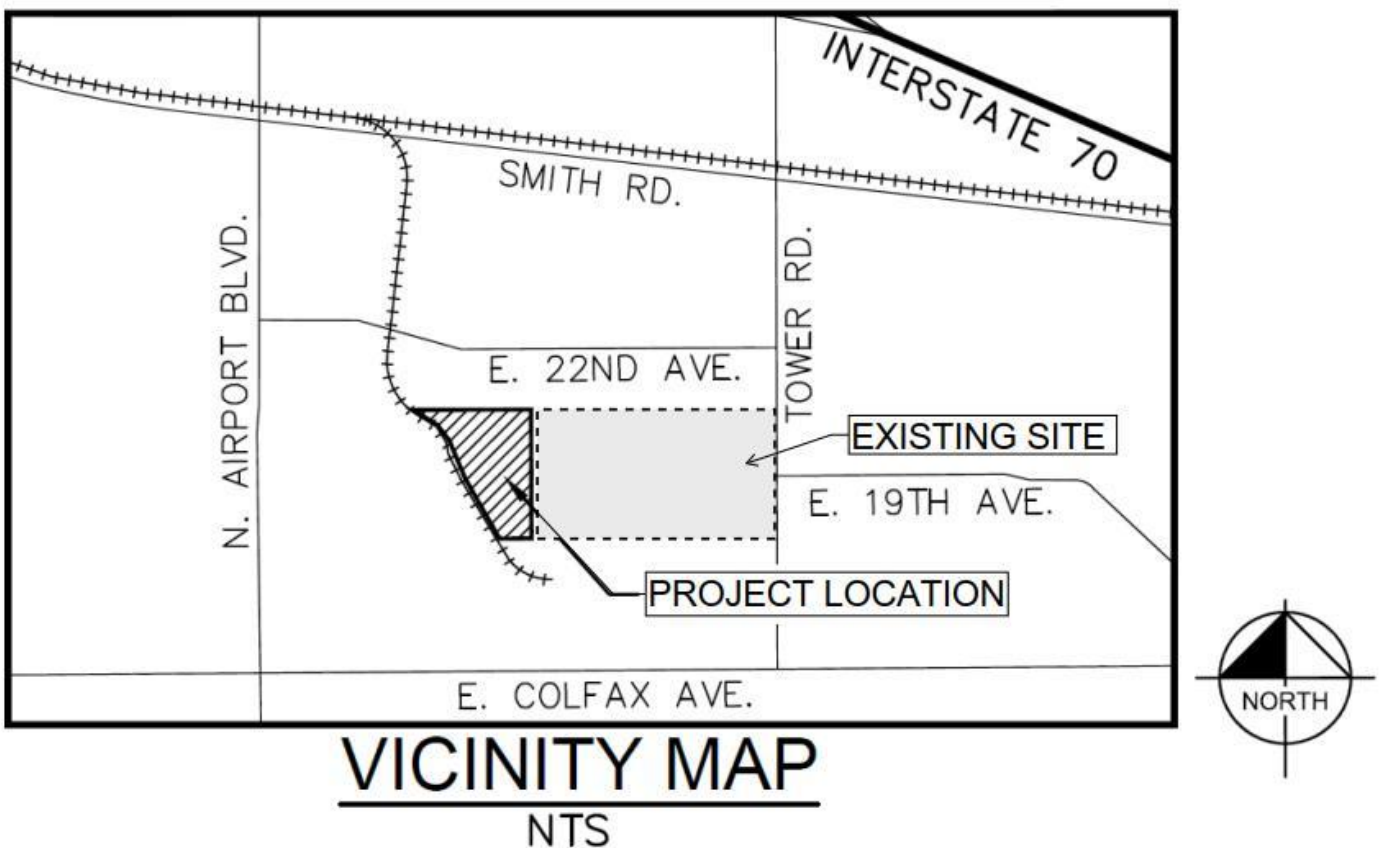 INTERSTATE 70
SMITH RD.
N. AIRPORT BLVD.
TOWER RD.
E. 22ND AVE.
EXISTING SITE
E. 19TH AVE.
PROJECT LOCATION
E. COLFAX AVE.
NORTH
VICINITY MAP
NTS